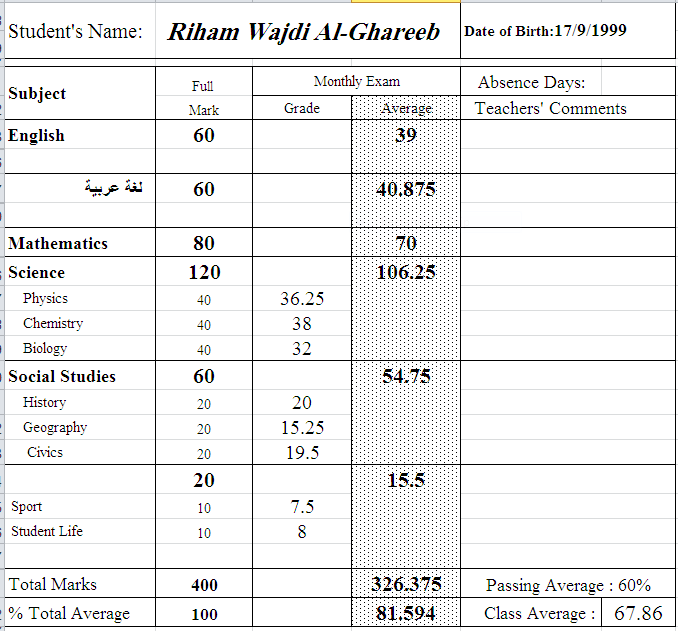 Student's Name: Riham Wajdi Al-Ghareeb Date of Birth:17/9/1999
Subject Full Mark Monthly Exam Absence Days:
Grade Average Teachers' Comments
English 60 39
لغة عربية 60 40.875
Mathematics 80 70
Science 120 106.25
Physics 40 36.25
Chemistry 40 38
Biology 40 32
Social Studies 60 54.75
History 20 20
Geography 20 15.25
Civics 20 19.5
20 15.5
Sport 10 7.5
Student Life 10 8
Total Marks 400 326.375 Passing Average : 60%
% Total Average 100 81.594 Class Average : 67.86